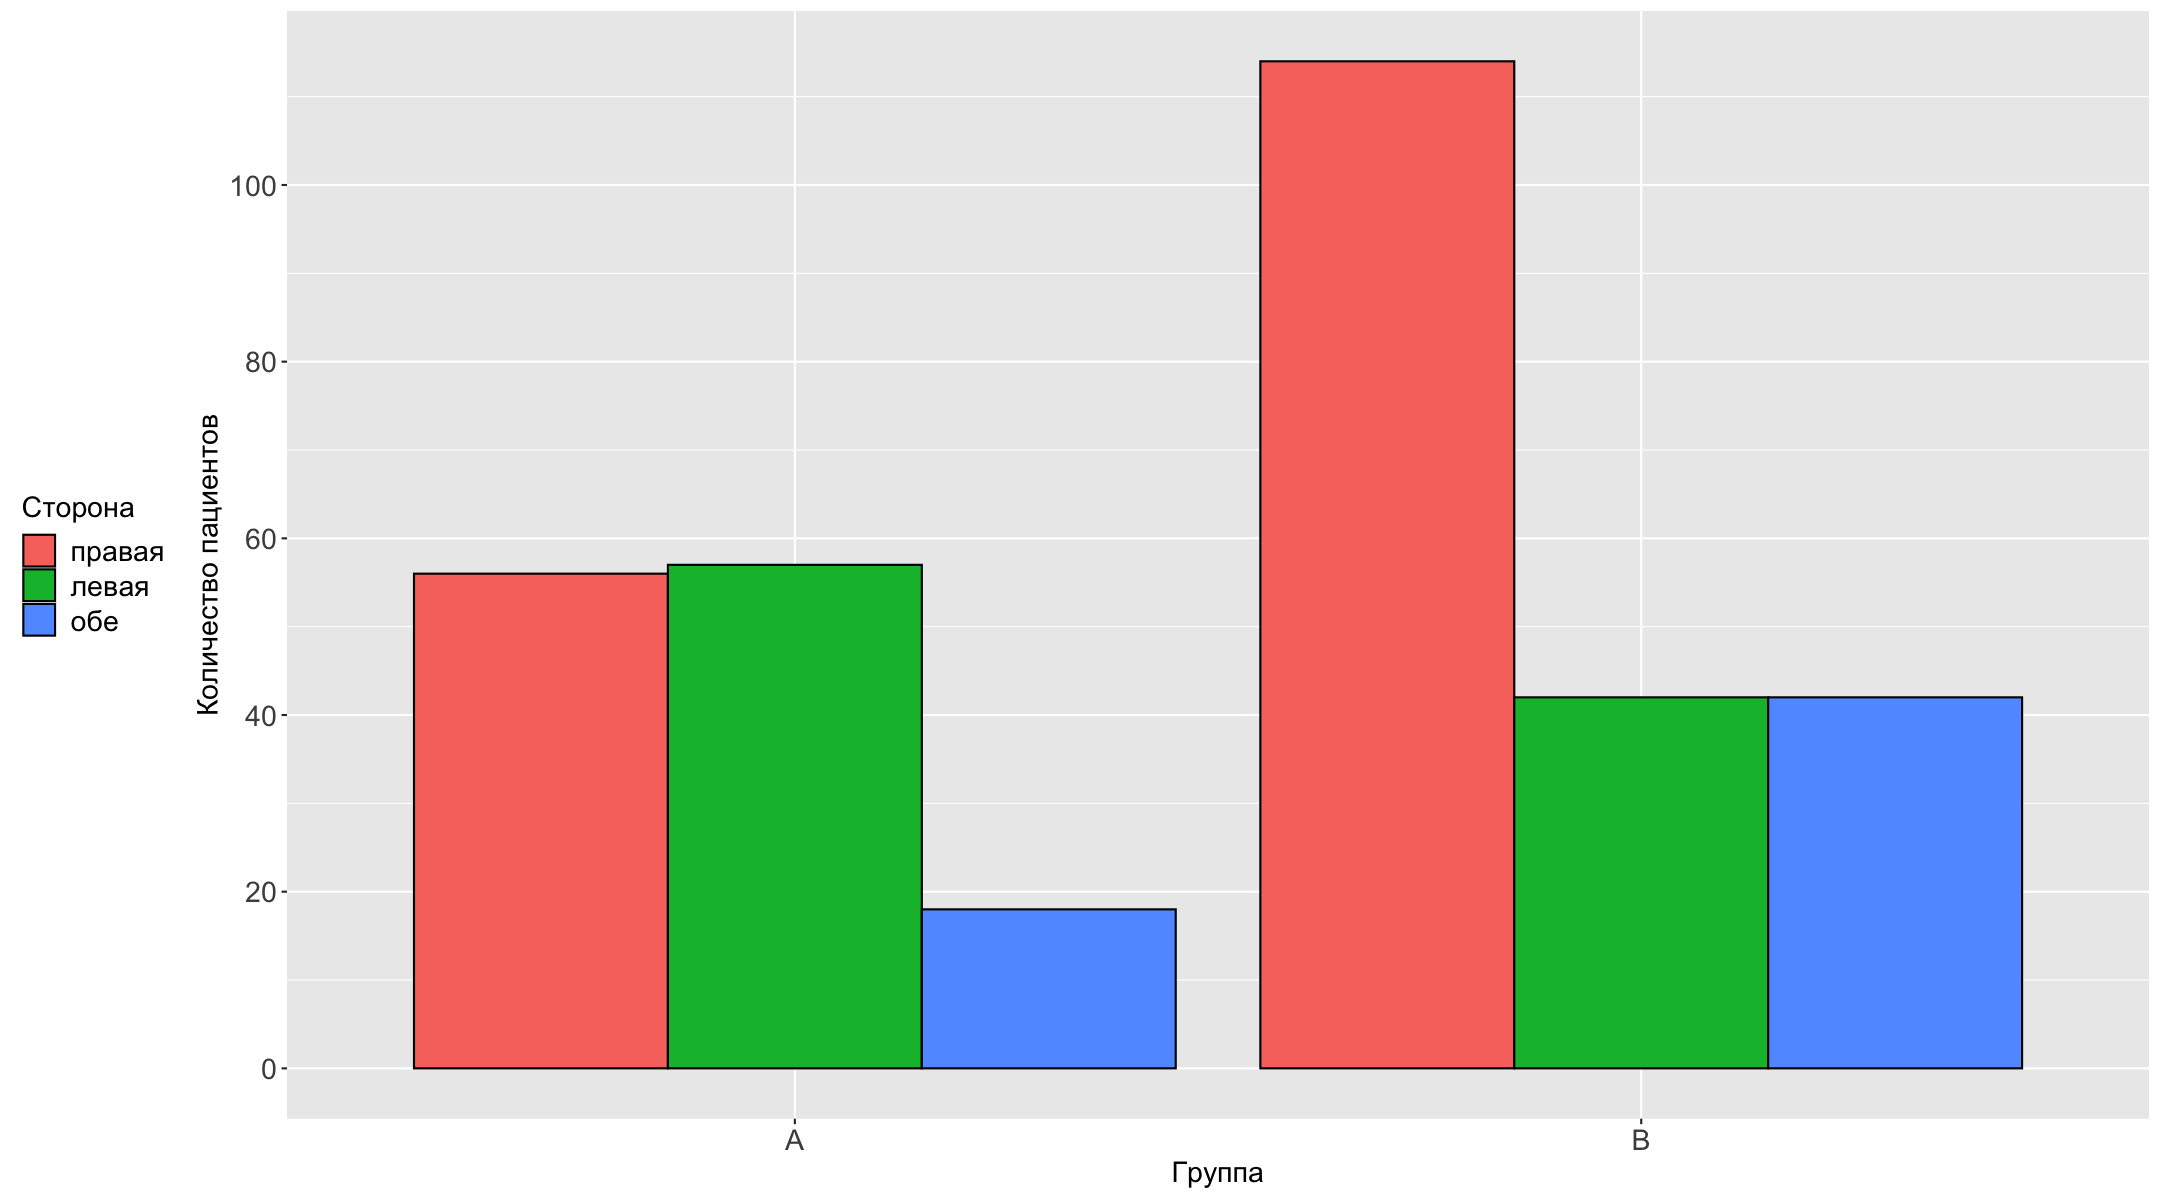 Сторона
правая
левая
обе
Количество пациентов
100
80
60
40
20
0
A
B
Группа